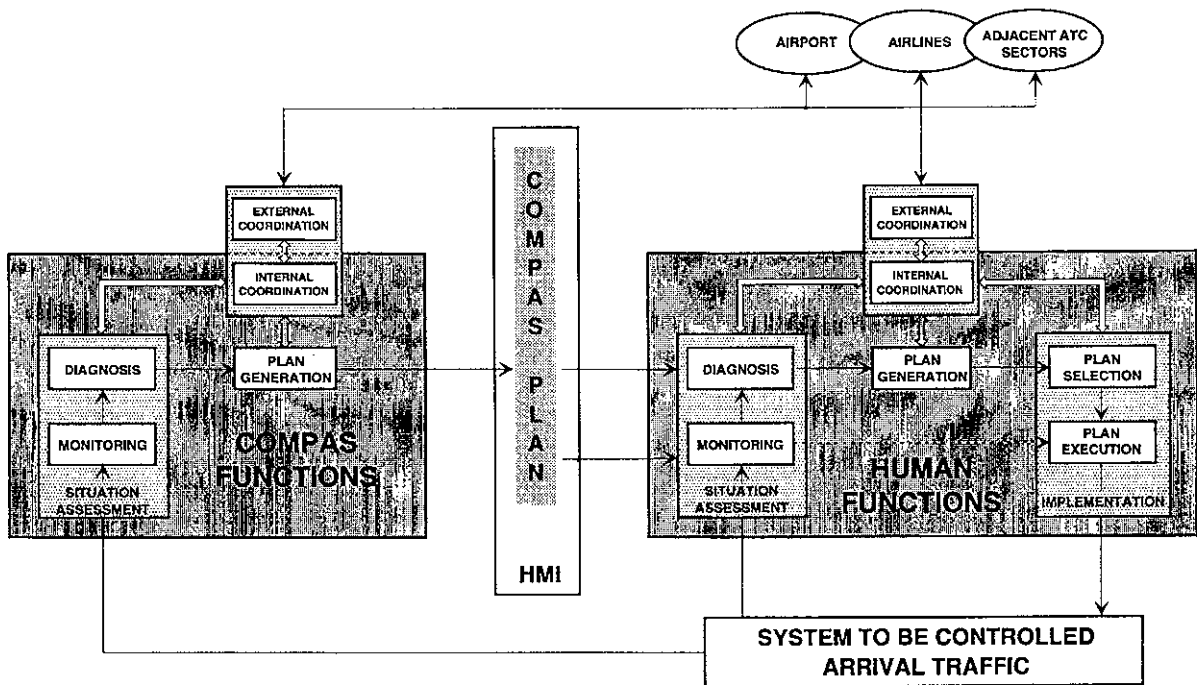 AIRPORT
AIRLINES
ADJACENT ATC
SECTORS
EXTERNAL
COORDINATION
INTERNAL
COORDINATION
DIAGNOSIS
PLAN
GENERATION
MONITORING
COMPAS
FUNCTIONS
SITUATION
ASSESSMENT
COMPAS PLAN
HMI
EXTERNAL
COORDINATION
INTERNAL
COORDINATION
DIAGNOSIS
PLAN
GENERATION
PLAN
SELECTION
MONITORING
PLAN
EXECUTION
HUMAN
FUNCTIONS
SITUATION
ASSESSMENT
IMPLEMENTATION
SYSTEM TO BE CONTROLLED
ARRIVAL TRAFFIC